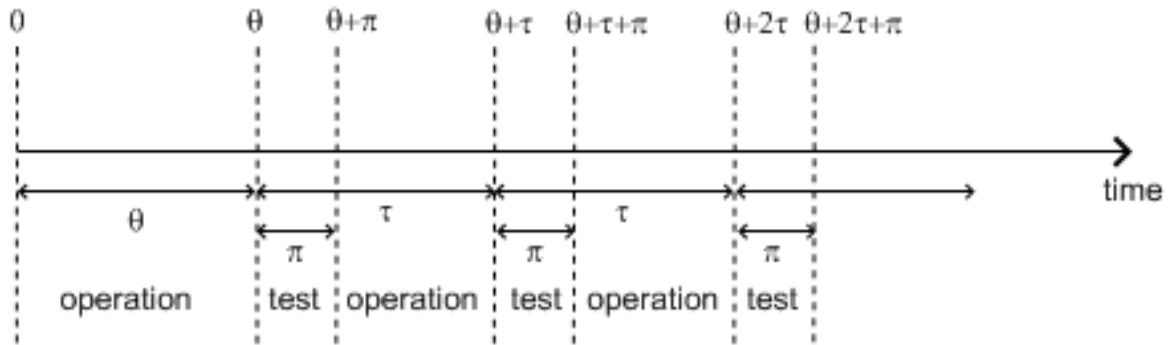 0 θ θ+π θ+τ θ+τ+π θ+2τ θ+2τ+π
time
θ τ τ
π π π
operation test operation test operation test